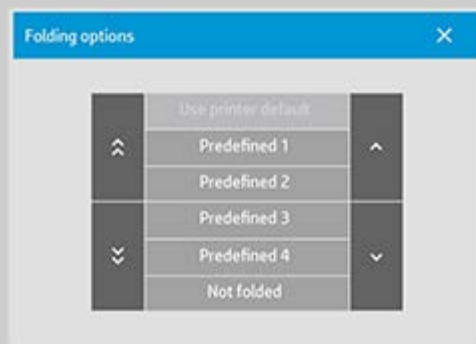 Folding options
Use printer default
Predefined 1
Predefined 2
Predefined 3
Predefined 4
Not folded